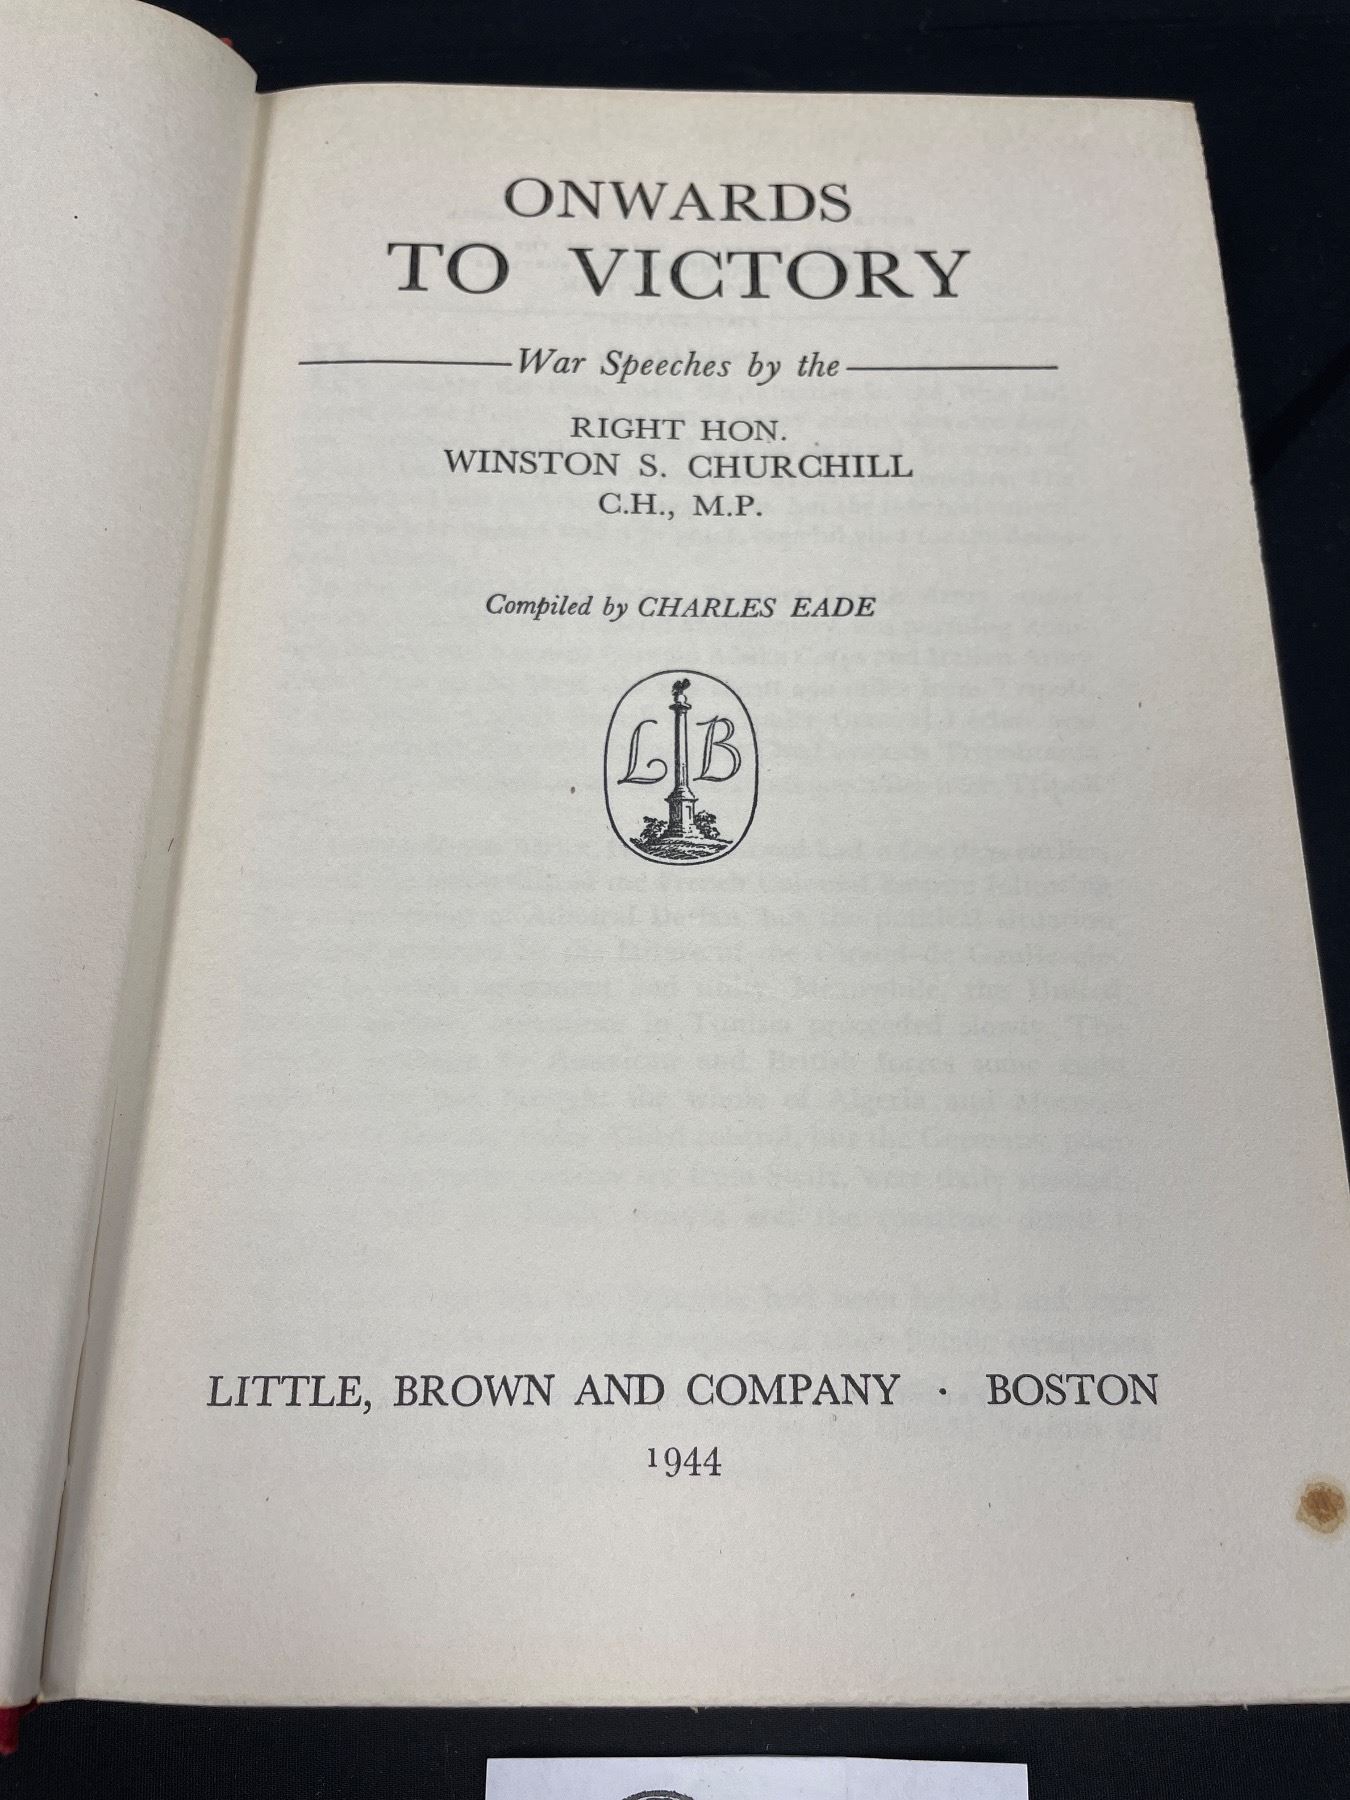 ONWARDS
TO VICTORY
War Speeches by the
RIGHT HON.
WINSTON S. CHURCHILL
C.H., M.P.
Compiled by CHARLES EADE
L B
LITTLE, BROWN AND COMPANY · BOSTON
1944